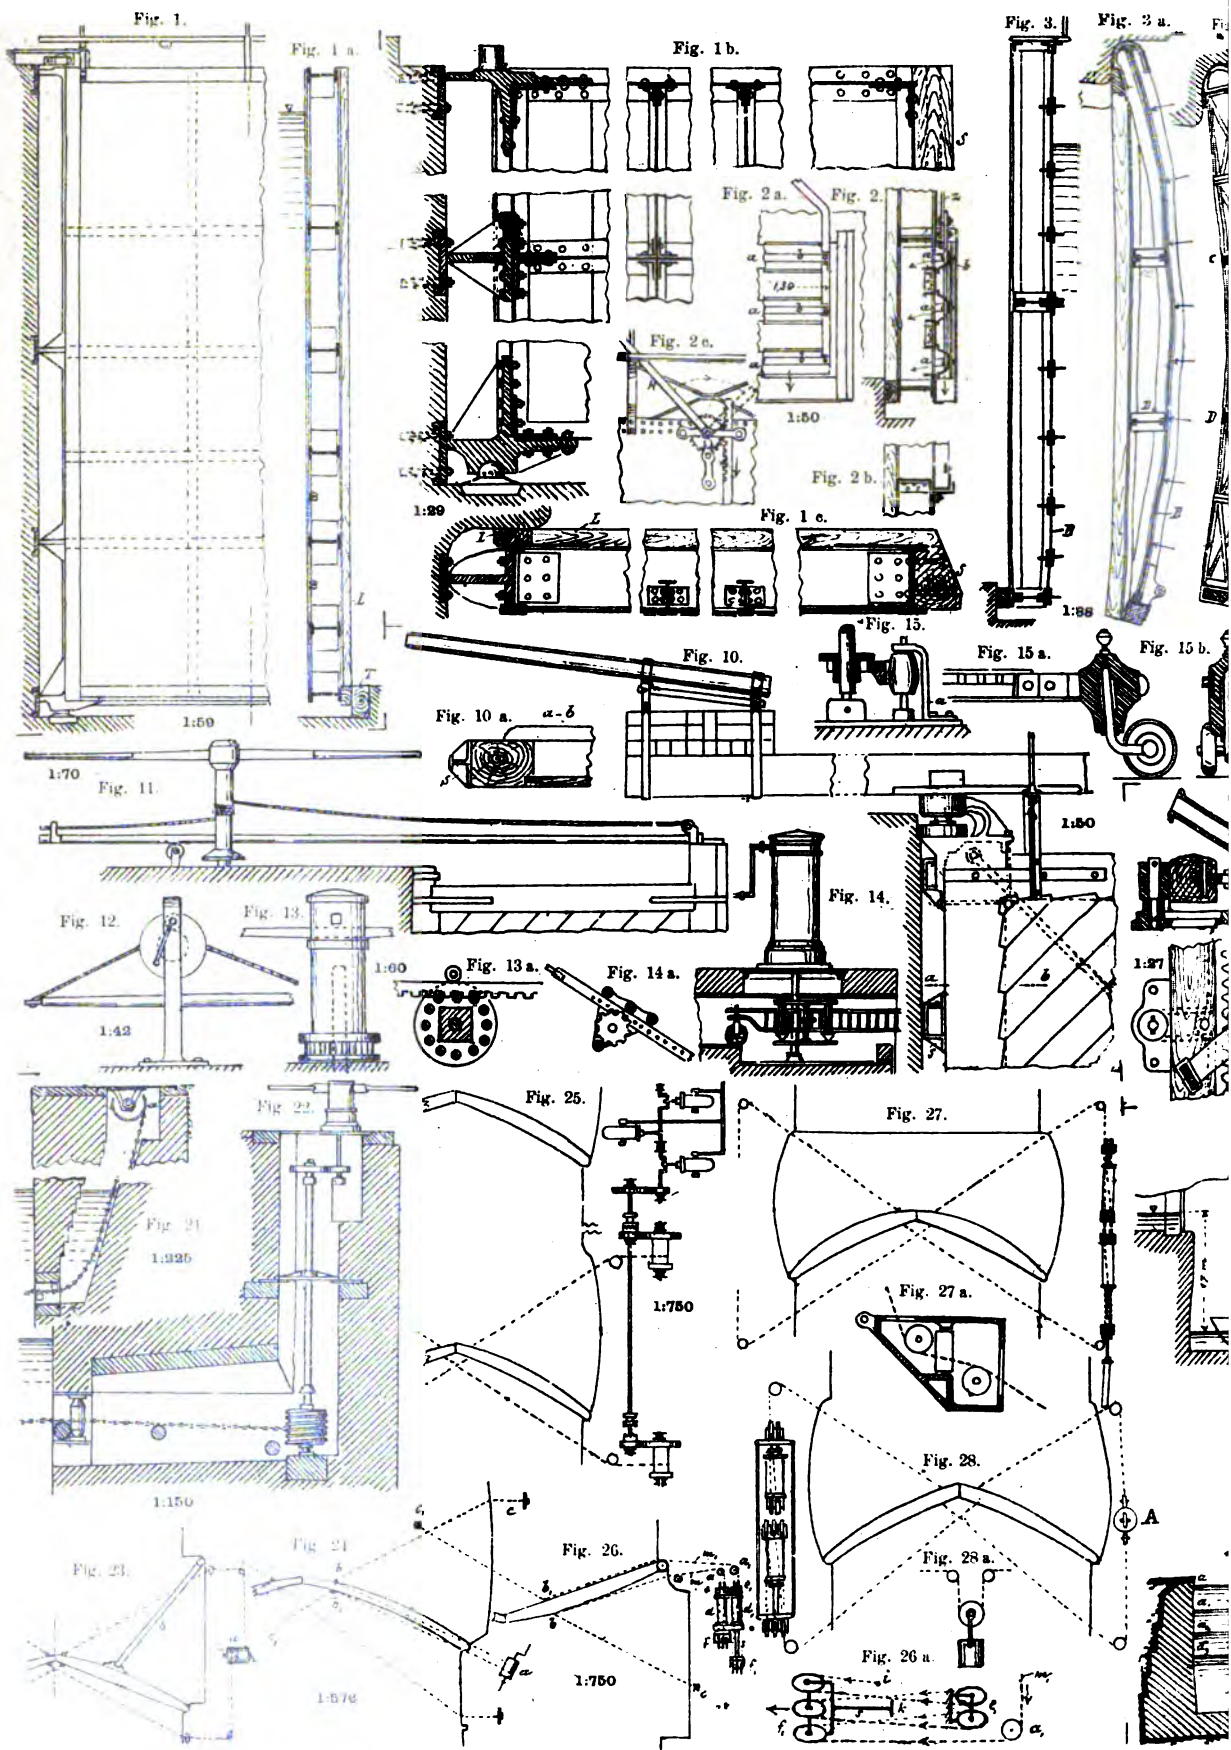 Fig. 1.
Fig. 1 a.
Fig. 1 b.
Fig. 3.
Fig. 3 a.
S
Fig. 2 a.
Fig. 2.
a
b
b
1,30
b
a
Fig. 2 c.
1:50
Fig. 2 b.
C
D
D
E
B
1:29
Fig. 1 c.
L
L
S
1:88
L
T
1:59
Fig. 15.
Fig. 10.
Fig. 15 a.
Fig. 15 b.
a
Fig. 10 a.
a-b
S
1:70
Fig. 11.
1:50
Fig. 12.
Fig. 13.
Fig. 14.
1:60
Fig. 13 a.
Fig. 14 a.
a
b
1:27
1:42
Fig. 22.
Fig. 25.
Fig. 27.
Fig. 21.
1:225
1:750
Fig. 27 a.
1:150
Fig. 28.
A
c
Fig. 23.
Fig. 24.
Fig. 26.
Fig. 28 a.
b
b
a
1:576
1:750
Fig. 26 a.
i
k
m,
a,